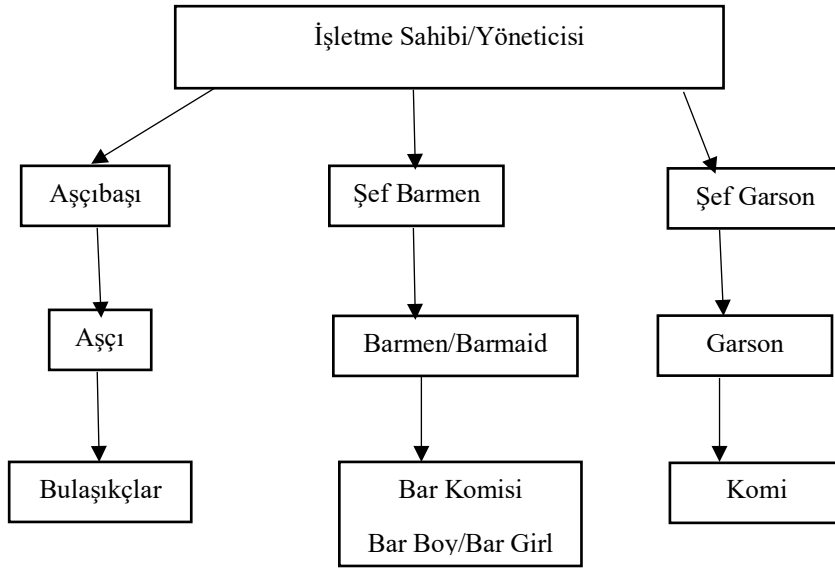 İşletme Sahibi/Yöneticisi
Aşçıbaşı
Şef Barmen
Şef Garson
Aşçı
Barmen/Barmaid
Garson
Bulaşıkçlar
Bar Komisi
Bar Boy/Bar Girl
Komi